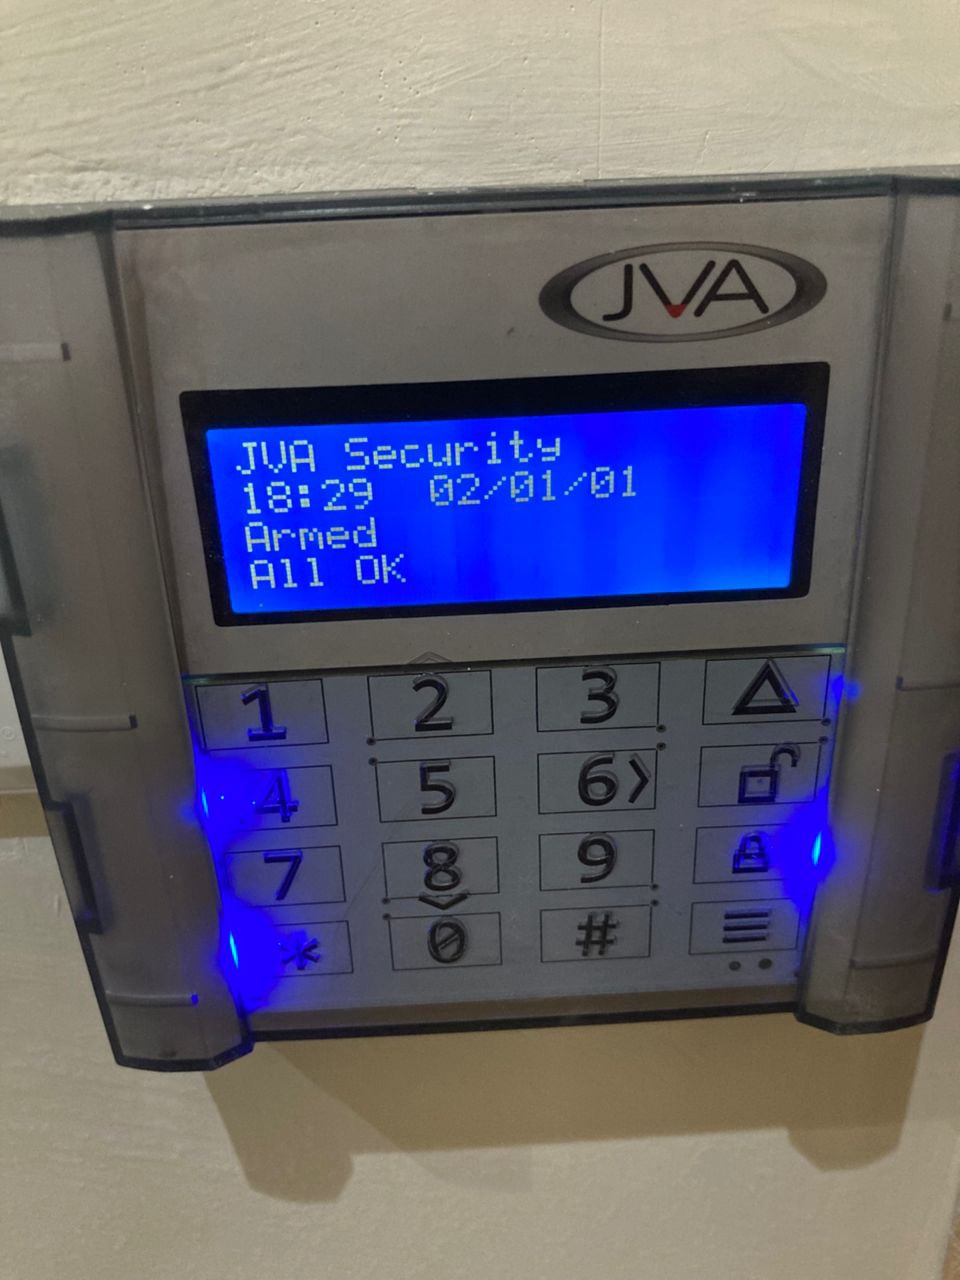 JVA
JVA Security
18:29 02/01/01
Armed
All OK
1 2 3
4 5 6
7 8 9
* 0 #